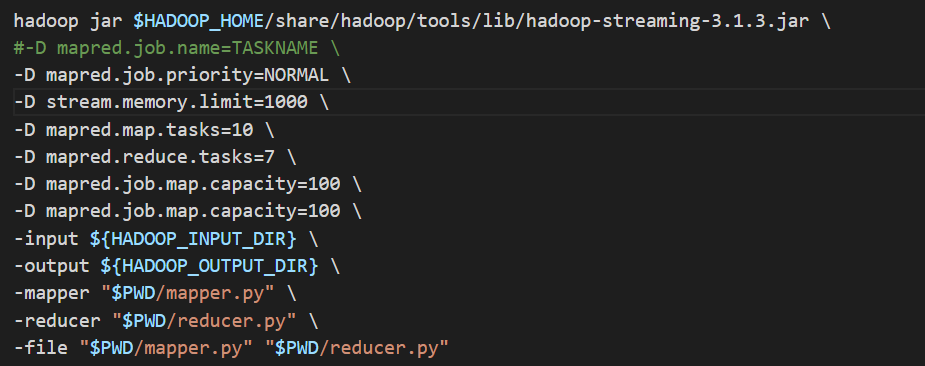 hadoop jar $HADOOP_HOME/share/hadoop/tools/lib/hadoop-streaming-3.1.3.jar \
#-D mapred.job.name=TASKNAME \
-D mapred.job.priority=NORMAL \
-D stream.memory.limit=1000 \
-D mapred.map.tasks=10 \
-D mapred.reduce.tasks=7 \
-D mapred.job.map.capacity=100 \
-D mapred.job.map.capacity=100 \
-input ${HADOOP_INPUT_DIR} \
-output ${HADOOP_OUTPUT_DIR} \
-mapper "$PWD/mapper.py" \
-reducer "$PWD/reducer.py" \
-file "$PWD/mapper.py" "$PWD/reducer.py"